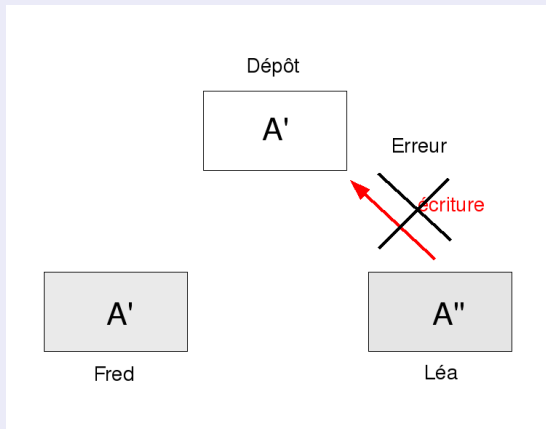 Dépôt
A'
Erreur
écriture
A'
A"
Fred
Léa